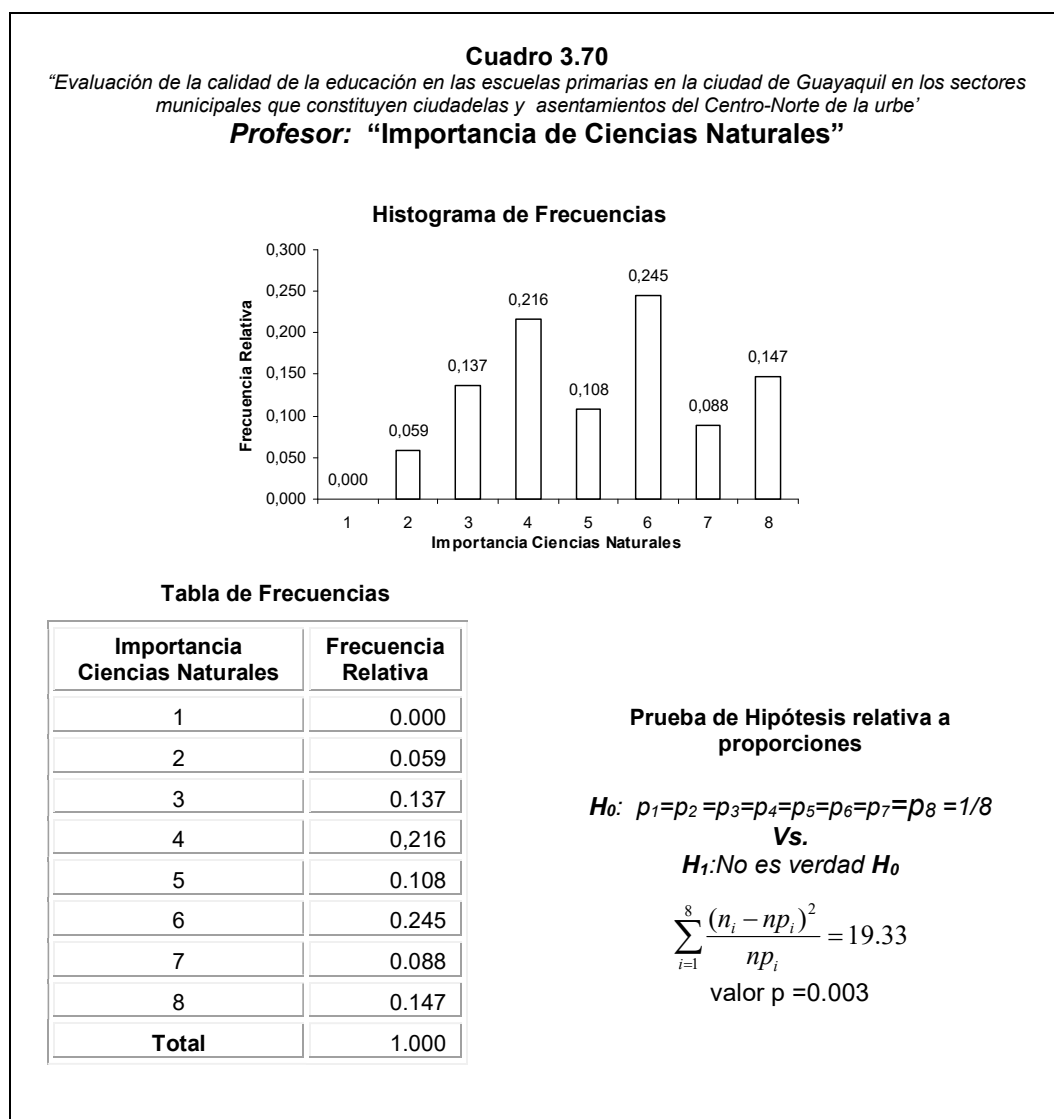 Cuadro 3.70
“Evaluación de la calidad de la educación en las escuelas primarias en la ciudad de Guayaquil en los sectores
municipales que constituyen ciudadelas y asentamientos del Centro-Norte de la urbe’
Profesor: “Importancia de Ciencias Naturales”
Histograma de Frecuencias
Frecuencia Relativa
0,300
0,250
0,200
0,150
0,100
0,050
0,000
0,000
0,059
0,137
0,216
0,108
0,245
0,088
0,147
1 2 3 4 5 6 7 8
Importancia Ciencias Naturales
Tabla de Frecuencias
Importancia Ciencias Naturales Frecuencia Relativa
1 0.000
2 0.059
3 0.137
4 0,216
5 0.108
6 0.245
7 0.088
8 0.147
Total 1.000
Prueba de Hipótesis relativa a
proporciones
H₀: p₁=p₂ =p₃=p₄=p₅=p₆=p₇=p₈ =1/8
Vs.
H₁:No es verdad H₀
∑_{i=1}^{8} (n_i − np_i)² / np_i = 19.33
valor p =0.003